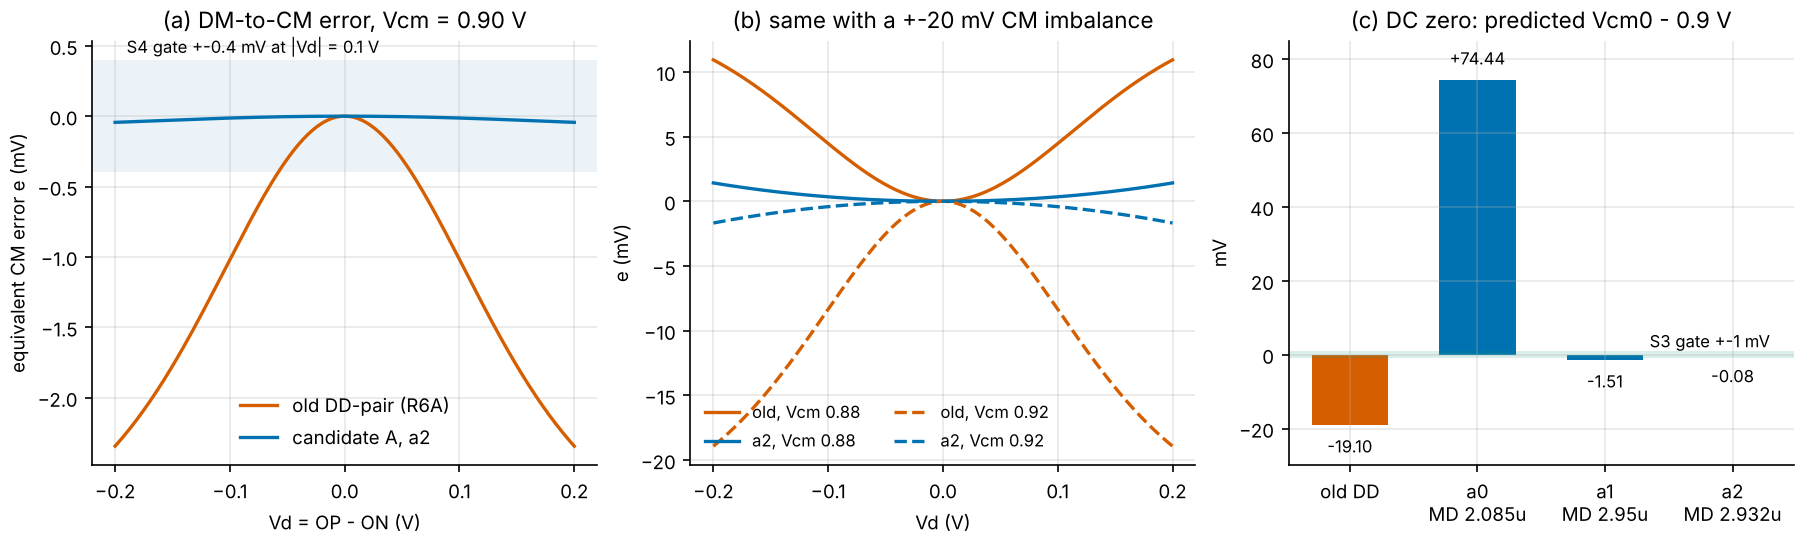 (a) DM-to-CM error, Vcm = 0.90 V
S4 gate +-0.4 mV at |Vd| = 0.1 V
0.5
0.0
−0.5
−1.0
−1.5
−2.0
equivalent CM error e (mV)
old DD-pair (R6A)
candidate A, a2
−0.2
−0.1
0.0
0.1
0.2
Vd = OP - ON (V)
(b) same with a +-20 mV CM imbalance
10
5
0
−5
−10
−15
−20
e (mV)
old, Vcm 0.88
a2, Vcm 0.88
old, Vcm 0.92
a2, Vcm 0.92
−0.2
−0.1
0.0
0.1
0.2
Vd (V)
(c) DC zero: predicted Vcm0 - 0.9 V
80
60
40
20
0
−20
mV
+74.44
S3 gate +-1 mV
-1.51
-0.08
-19.10
old DD
a0
MD 2.085u
a1
MD 2.95u
a2
MD 2.932u